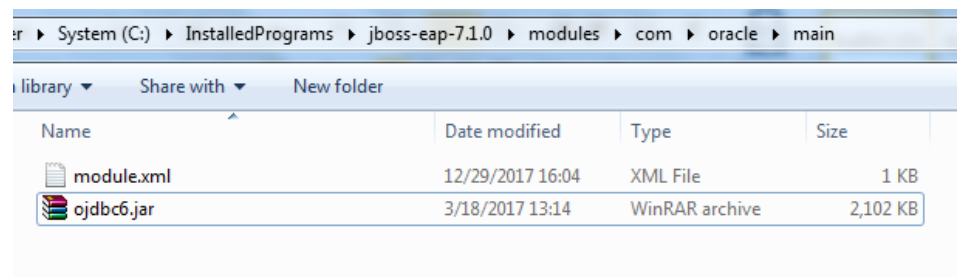 er ▸ System (C:) ▸ InstalledPrograms ▸ jboss-eap-7.1.0 ▸ modules ▸ com ▸ oracle ▸ main
library ▾ Share with ▾ New folder
Name Date modified Type Size
module.xml 12/29/2017 16:04 XML File 1 KB
ojdbc6.jar 3/18/2017 13:14 WinRAR archive 2,102 KB